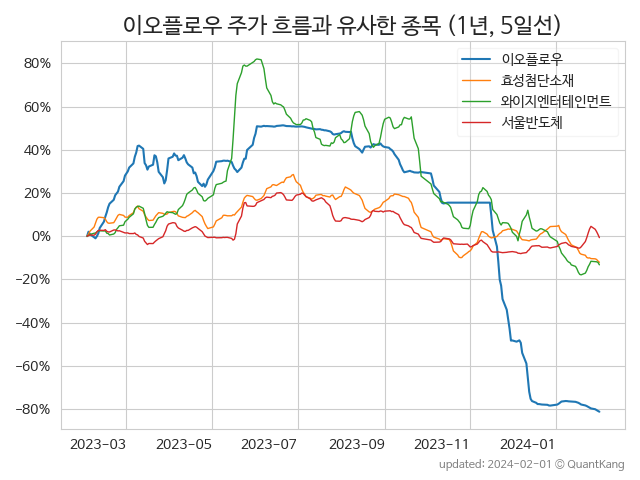 이오플로우 주가 흐름과 유사한 종목 (1년, 5일선)
이오플로우
효성첨단소재
와이지엔터테인먼트
서울반도체
80%
60%
40%
20%
0%
−20%
−40%
−60%
−80%
2023-03 2023-05 2023-07 2023-09 2023-11 2024-01
updated: 2024-02-01 © QuantKang